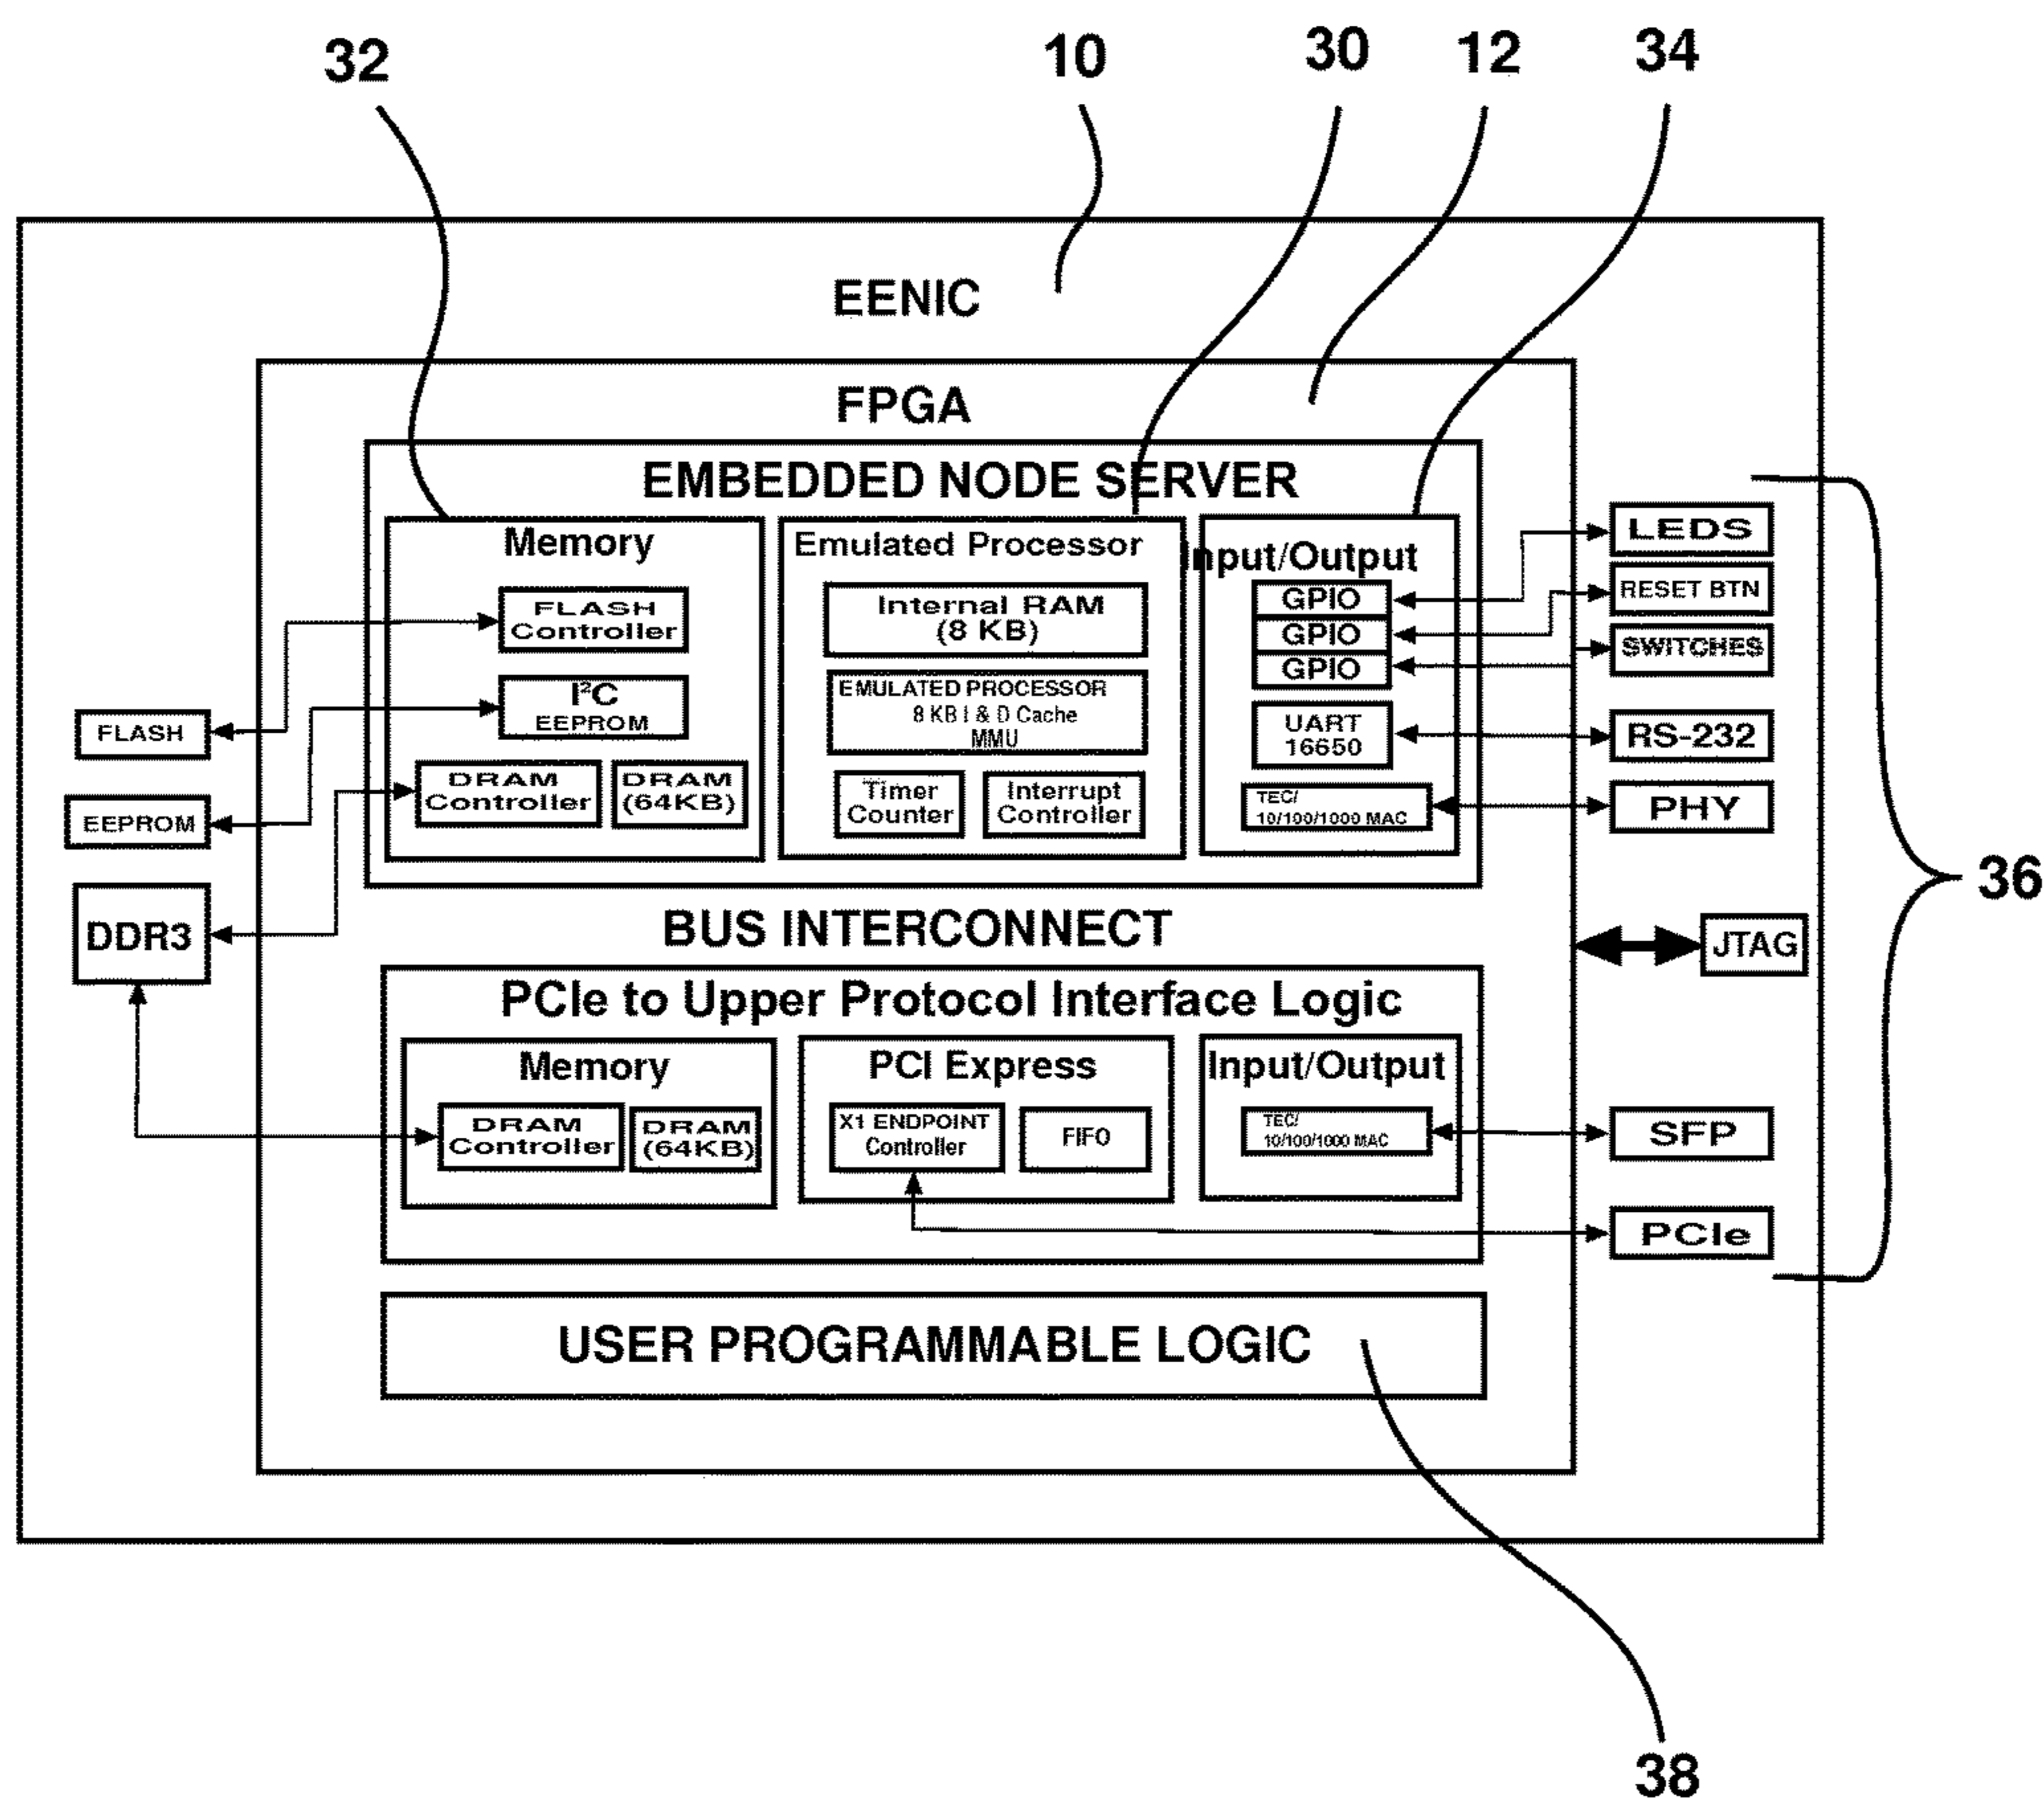 32
10
30
12
34
EENIC
FPGA
EMBEDDED NODE SERVER
Memory
FLASH
Controller
I²C
EEPROM
DRAM
Controller
DRAM
(64KB)
Emulated Processor
Internal RAM
(8 KB)
EMULATED PROCESSOR
8 KB I & D Cache
MMU
Timer
Counter
Interrupt
Controller
Input/Output
GPIO
GPIO
GPIO
UART
16650
TEC/
10/100/1000 MAC
FLASH
EEPROM
DDR3
LEDS
RESET BTN
SWITCHES
RS-232
PHY
36
JTAG
BUS INTERCONNECT
PCIe to Upper Protocol Interface Logic
Memory
DRAM
Controller
DRAM
(64KB)
PCI Express
X1 ENDPOINT
Controller
FIFO
Input/Output
TEC/
10/100/1000 MAC
SFP
PCIe
USER PROGRAMMABLE LOGIC
38